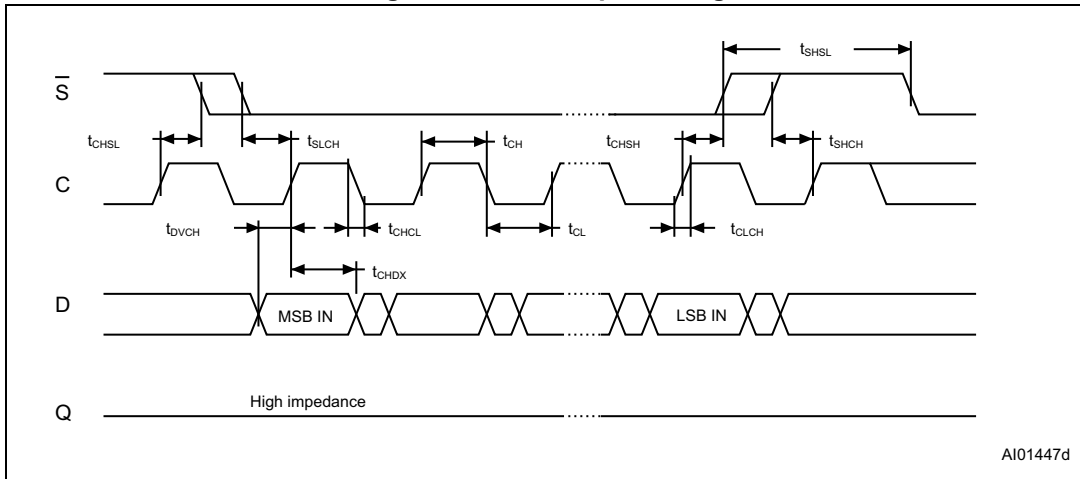 S
tSHSL
tCHSL
tSLCH
tCH
tCHSH
tSHCH
C
tDVCH
tCHCL
tCL
tCLCH
tCHDX
D
MSB IN
LSB IN
High impedance
Q
AI01447d